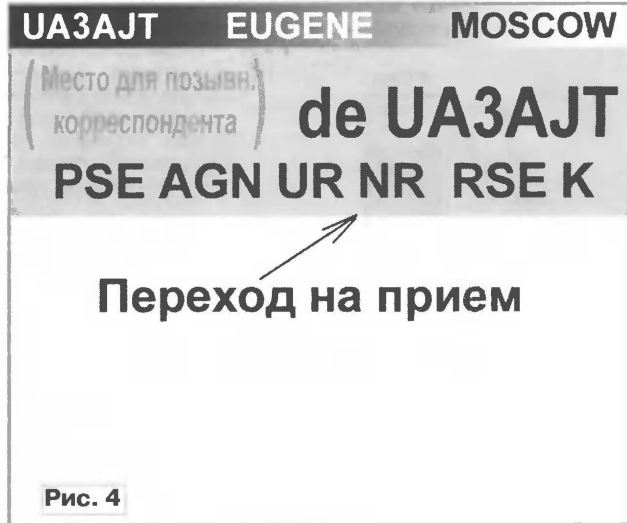 UA3AJT EUGENE MOSCOW
(Место для позывн.
корреспондента)
de UA3AJT
PSE AGN UR NR RSE K
Переход на прием
Рис. 4